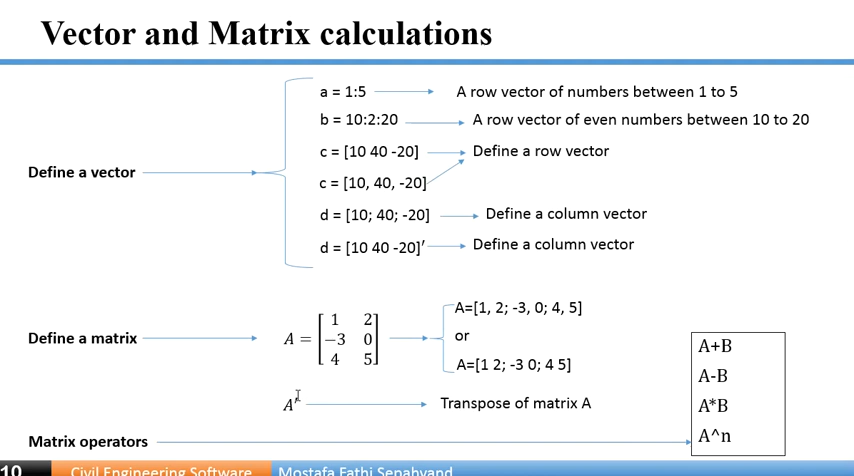 Vector and Matrix calculations
a = 1:5 A row vector of numbers between 1 to 5
b = 10:2:20 A row vector of even numbers between 10 to 20
c = [10 40 -20] Define a row vector
Define a vector
c = [10, 40, -20]
d = [10; 40; -20] Define a column vector
d = [10 40 -20]′ Define a column vector
A=[1, 2; -3, 0; 4, 5]
1 2
Define a matrix A = −3 0 or
4 5
A=[1 2; -3 0; 4 5]
A+B
A-B
A′ Transpose of matrix A
A*B
A^n
Matrix operators
10 Civil Engineering Software Mostafa Fathi Sepahvand